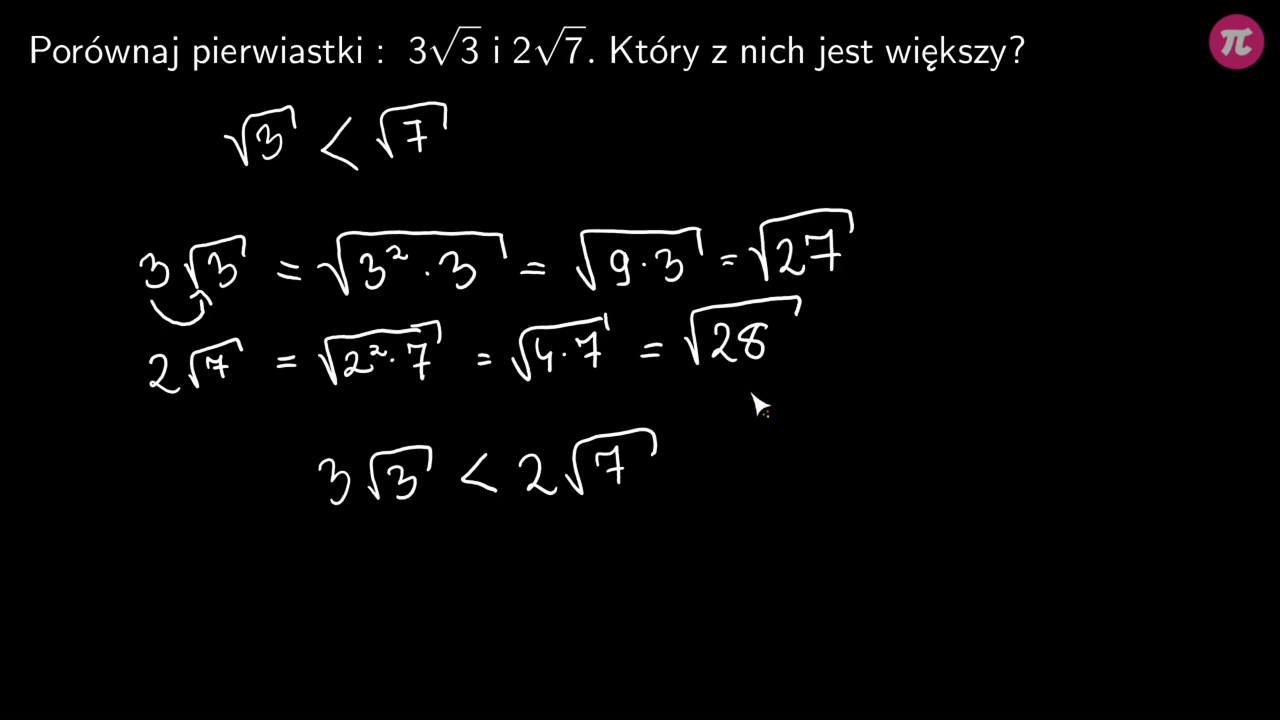 Porównaj pierwiastki : 3√3 i 2√7. Który z nich jest większy?
π
√3 < √7
3√3 = √(3² · 3) = √(9 · 3) = √27
2√7 = √(2² · 7) = √(4 · 7) = √28
3√3 < 2√7